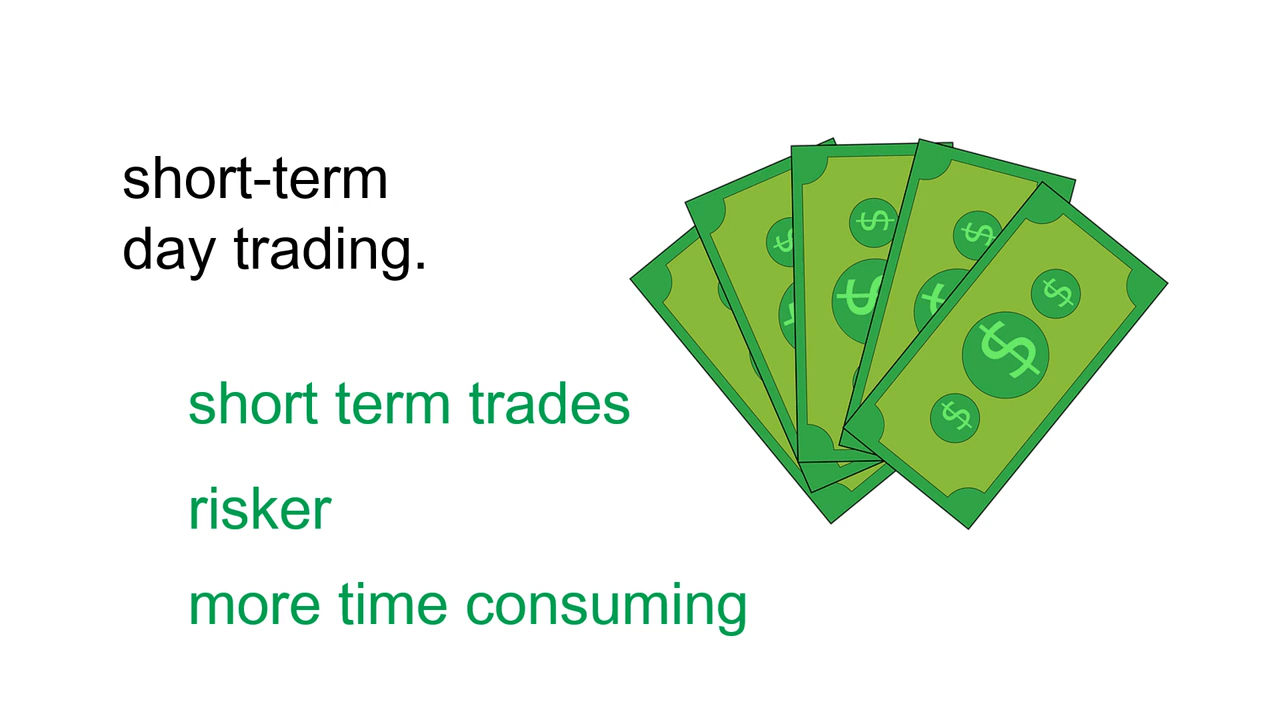 short-term
day trading.
short term trades
risker
more time consuming
$
$
$
$
$
$
$